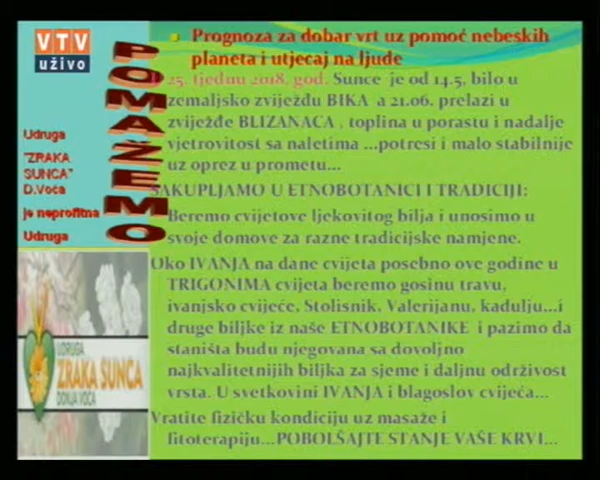 VTV
uživo
POMAŽEMO
Udruga
"ZRAKA
SUNCA"
D.Voća
je neprofitna
Udruga
UDRUGA
ZRAKA SUNCA
DONJA VOĆA
Prognoza za dobar vrt uz pomoć nebeskih
planeta i utjecaj na ljude
25. tjednu 2018. god. Sunce je od 14.5, bilo u
zemaljsko zviježđu BIKA a 21.06. prelazi u
zviježđe BLIZANACA , toplina u porastu i nadalje
vjetrovitost sa naletima ...potresi i malo stabilnije
uz oprez u prometu...
SAKUPLJAMO U ETNOBOTANICI I TRADICIJI:
Beremo cvijetove ljekovitog bilja i unosimo u
svoje domove za razne tradicijske namjene.
Oko IVANJA na dane cvijeta posebno ove godine u
TRIGONIMA cvijeta beremo gosinu travu,
ivanjsko cvijeće, Stolisnik, Valerijanu, kadulju...i
druge biljke iz naše ETNOBOTANIKE i pazimo da
staništa budu njegovana sa dovoljno
najkvalitetnijih biljka za sjeme i daljnu održivost
vrsta. U svetkovini IVANJA i blagoslov cvijeća...
Vratite fizičku kondiciju uz masaže i
fitoterapiju...POBOLŠAJTE STANJE VAŠE KRVI...